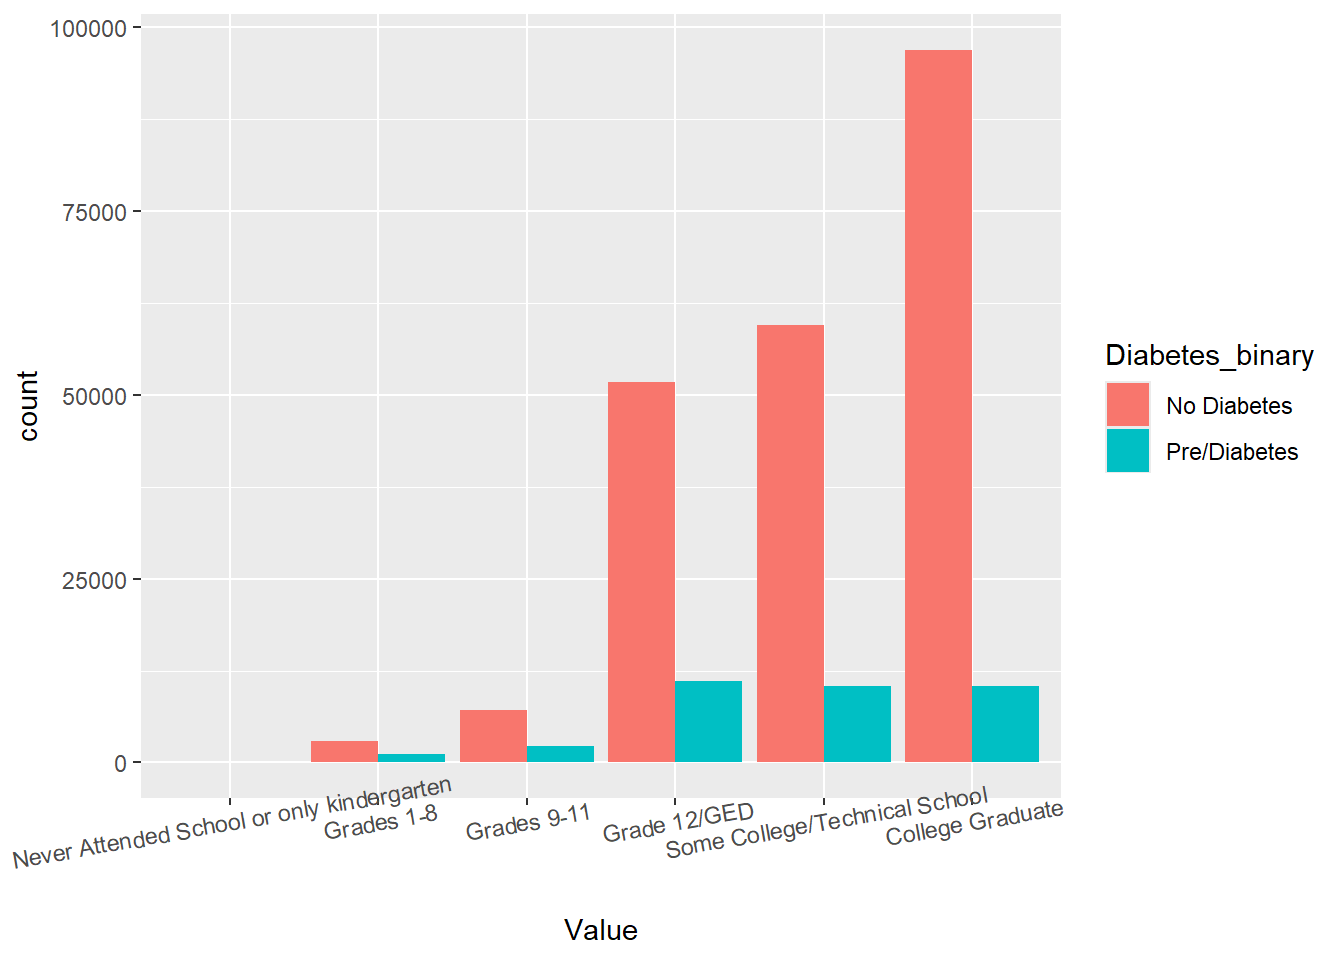 100000
75000
50000
25000
0
count
Never Attended School or only kindergarten
Grades 1-8
Grades 9-11
Grade 12/GED
Some College/Technical School
College Graduate
Value
Diabetes_binary
No Diabetes
Pre/Diabetes